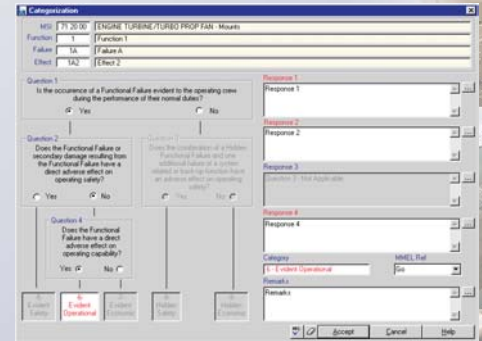 Categorization
MSI 71 20 00 ENGINE TURBINE/TURBO PROP FAN - Mounts
Function 1 Function 1
Failure 1A Failure A
Effect 1A2 Effect 2
Question 1
Is the occurrence of a Functional Failure evident to the operating crew
during the performance of their normal duties?
Yes No
Question 2
Does the Functional Failure or
secondary damage resulting from
the Functional Failure have a
direct adverse effect on
operating safety?
Yes No
Question 3
Does the combination of a Hidden
Functional Failure and one
additional failure of a system
related or back-up function have
an adverse effect on operating
safety?
Yes No
Question 4
Does the Functional
Failure have a direct
adverse effect on
operating capability?
Yes No
Evident
Safety
6
Evident
Operational
Evident
Economic
Hidden
Safety
Hidden
Economic
Response 1
Response 1
Response 2
Response 2
Response 3
Question 3 - Not Applicable
Response 4
Response 4
Category MMEL Rel
6 - Evident Operational Go
Remarks
Remarks
Accept Cancel Help